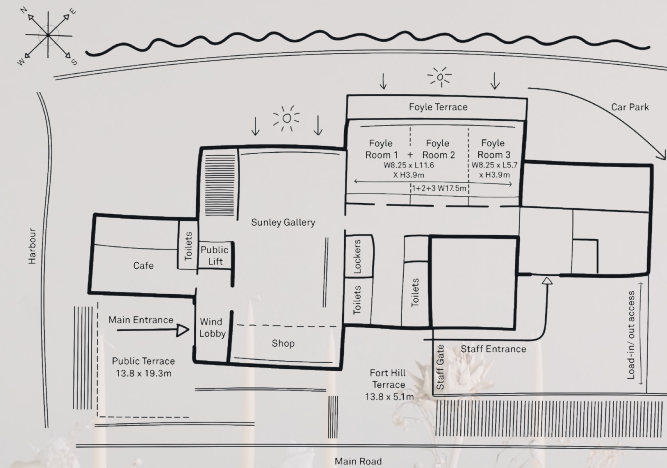 N
E
W
S
Foyle Terrace
Car Park
Foyle
Room 1
+
Foyle
Room 2
W8.25 x L11.6
X H3.9m
Foyle
Room 3
W8.25 x L5.7
x H3.9m
1+2+3 W17.5m
Sunley Gallery
Toilets
Public
Lift
Cafe
Harbour
Lockers
Toilets
Toilets
Main Entrance
Wind
Lobby
Shop
Public Terrace
13.8 x 19.3m
Staff Entrance
Staff Gate
Load-in/ out access
Fort Hill
Terrace
13.8 x 5.1m
Main Road